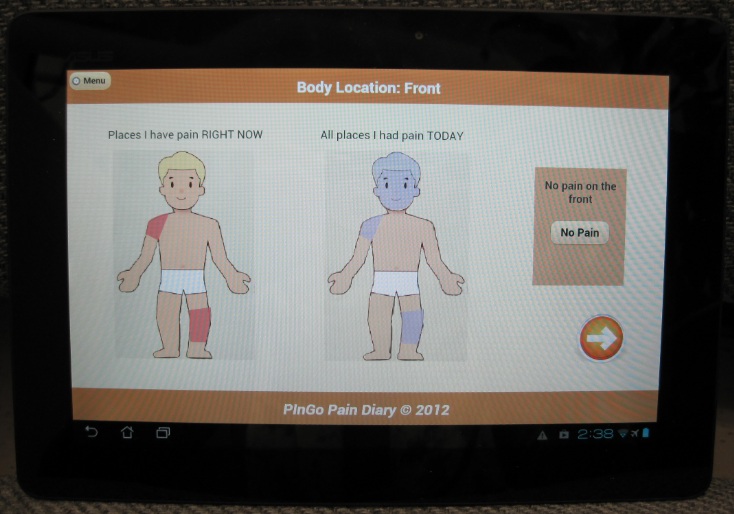 Menu
Body Location: Front
Places I have pain RIGHT NOW
All places I had pain TODAY
No pain on the
front
No Pain
PInGo Pain Diary © 2012
2:38